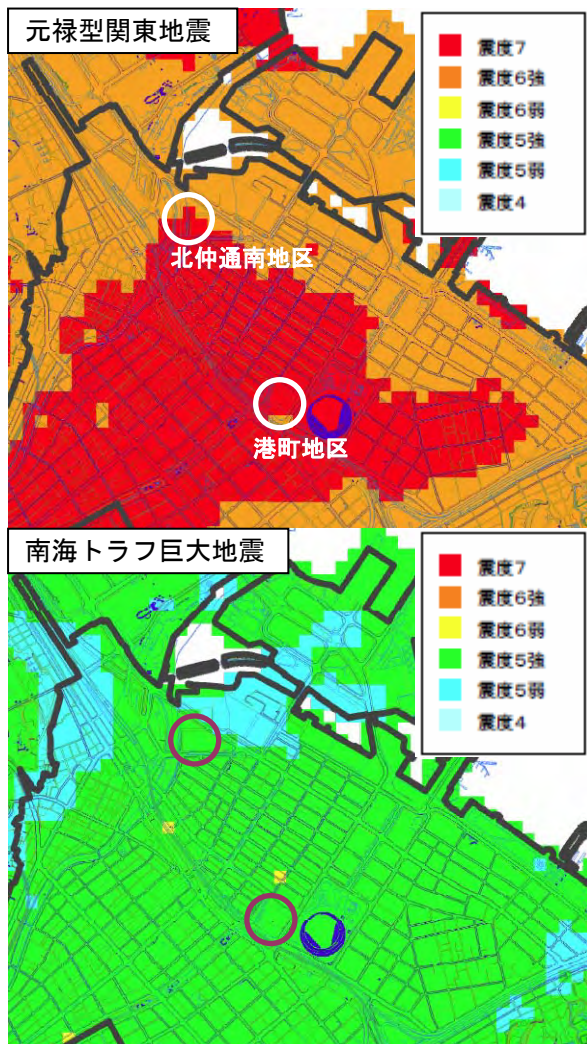 元禄型関東地震
震度7
震度6強
震度6弱
震度5強
震度5弱
震度4
北仲通南地区
港町地区
南海トラフ巨大地震
震度7
震度6強
震度6弱
震度5強
震度5弱
震度4